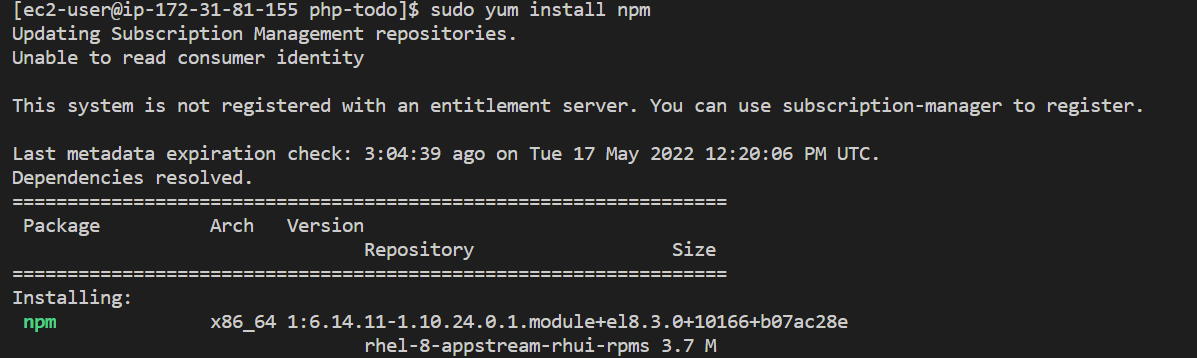 [ec2-user@ip-172-31-81-155 php-todo]$ sudo yum install npm
Updating Subscription Management repositories.
Unable to read consumer identity
This system is not registered with an entitlement server. You can use subscription-manager to register.
Last metadata expiration check: 3:04:39 ago on Tue 17 May 2022 12:20:06 PM UTC.
Dependencies resolved.
=================================================================
Package Arch Version
Repository Size
=================================================================
Installing:
npm x86_64 1:6.14.11-1.10.24.0.1.module+el8.3.0+10166+b07ac28e
rhel-8-appstream-rhui-rpms 3.7 M